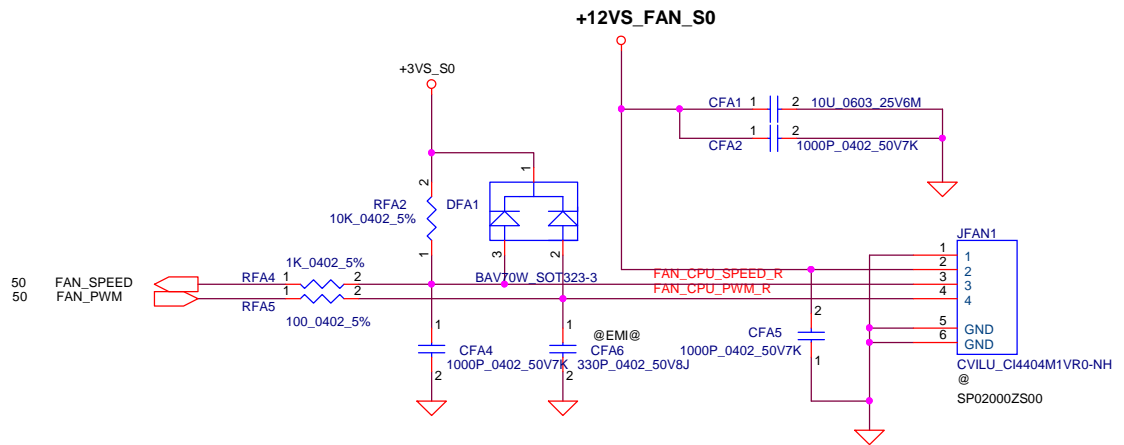 +12VS_FAN_S0
+3VS_S0
CFA1 1 2 10U_0603_25V6M
CFA2 1 2 1000P_0402_50V7K
1
2
RFA2
10K_0402_5%
DFA1
1
3
2
BAV70W_SOT323-3
JFAN1
1 1
2 2
3 3
4 4
5 GND
6 GND
CVILU_CI4404M1VR0-NH
@
SP02000ZS00
FAN_CPU_SPEED_R
FAN_CPU_PWM_R
50 FAN_SPEED
50 FAN_PWM
1K_0402_5%
RFA4 1 2
RFA5 1 2
100_0402_5%
1
CFA4
1000P_0402_50V7K
2
1
@EMI@
CFA6
330P_0402_50V8J
2
2
CFA5
1000P_0402_50V7K
1